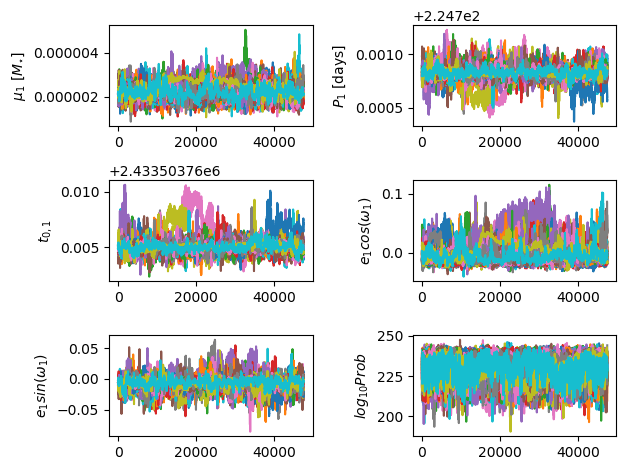 +2.247e2
μ₁ [M.]
0.000004
0.000002
0 20000 40000
P₁ [days]
0.0010
0.0005
0 20000 40000
+2.43350376e6
t₀,₁
0.010
0.005
0 20000 40000
e₁cos(ω₁)
0.1
0.0
0 20000 40000
e₁sin(ω₁)
0.05
0.00
−0.05
0 20000 40000
log₁₀Prob
250
225
200
0 20000 40000